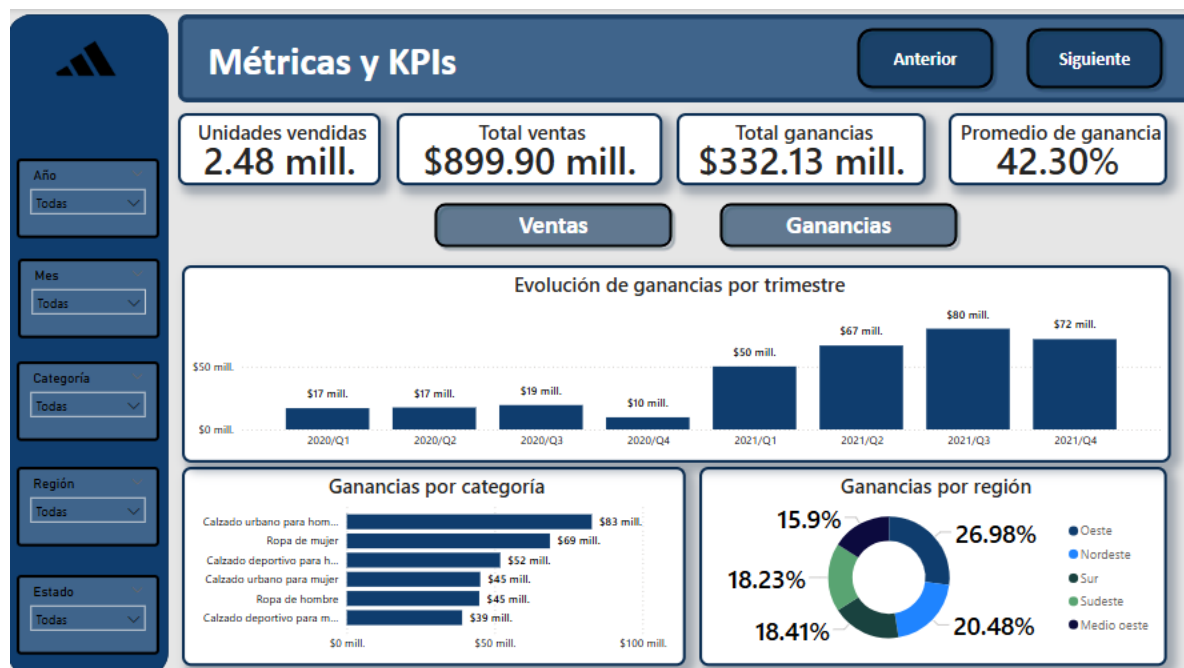 Métricas y KPIs
Anterior
Siguiente
Unidades vendidas
2.48 mill.
Total ventas
$899.90 mill.
Total ganancias
$332.13 mill.
Promedio de ganancia
42.30%
Ventas
Ganancias
Año
Todas
Mes
Todas
Categoría
Todas
Región
Todas
Estado
Todas
Evolución de ganancias por trimestre
$50 mill.
$0 mill.
$17 mill.
$17 mill.
$19 mill.
$10 mill.
$50 mill.
$67 mill.
$80 mill.
$72 mill.
2020/Q1
2020/Q2
2020/Q3
2020/Q4
2021/Q1
2021/Q2
2021/Q3
2021/Q4
Ganancias por categoría
Calzado urbano para hom... $83 mill.
Ropa de mujer $69 mill.
Calzado deportivo para h... $52 mill.
Calzado urbano para mujer $45 mill.
Ropa de hombre $45 mill.
Calzado deportivo para m... $39 mill.
$0 mill.
$50 mill.
$100 mill.
Ganancias por región
15.9%
26.98%
18.23%
18.41%
20.48%
Oeste
Nordeste
Sur
Sudeste
Medio oeste